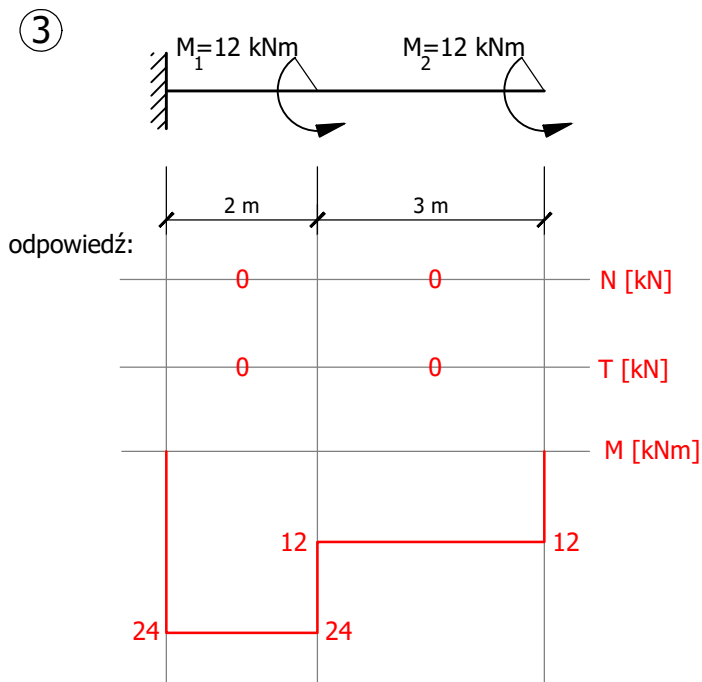 3
M1=12 kNm M2=12 kNm
2 m 3 m
odpowiedź:
0 0 N [kN]
0 0 T [kN]
M [kNm]
12 12
24 24